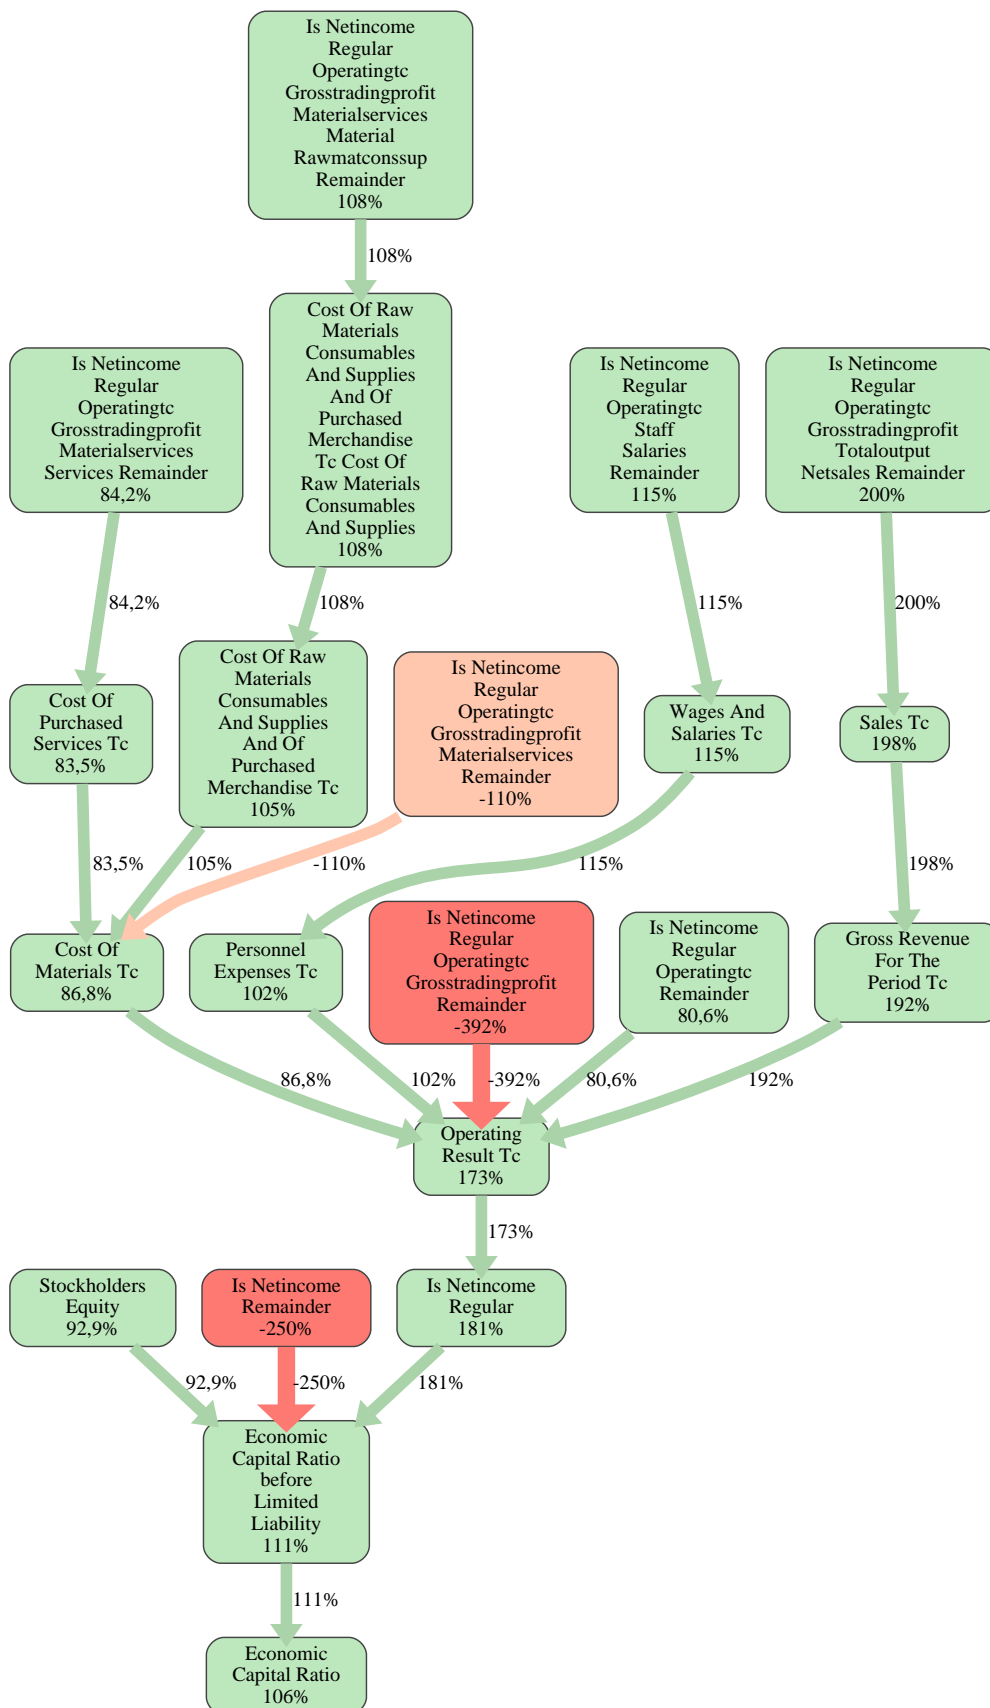 Is Netincome
Regular
Operatingtc
Grosstradingprofit
Materialservices
Material
Rawmatconssup
Remainder
108%
108%
Cost Of Raw
Materials
Consumables
And Supplies
And Of
Purchased
Merchandise
Tc Cost Of
Raw Materials
Consumables
And Supplies
108%
Is Netincome
Regular
Operatingtc
Grosstradingprofit
Materialservices
Services Remainder
84,2%
Is Netincome
Regular
Operatingtc
Staff
Salaries
Remainder
115%
Is Netincome
Regular
Operatingtc
Grosstradingprofit
Totaloutput
Netsales Remainder
200%
84,2%
108%
115%
200%
Cost Of
Purchased
Services Tc
83,5%
Cost Of Raw
Materials
Consumables
And Supplies
And Of
Purchased
Merchandise Tc
105%
Is Netincome
Regular
Operatingtc
Grosstradingprofit
Materialservices
Remainder
-110%
Wages And
Salaries Tc
115%
Sales Tc
198%
83,5%
105%
-110%
115%
198%
Cost Of
Materials Tc
86,8%
Personnel
Expenses Tc
102%
Is Netincome
Regular
Operatingtc
Grosstradingprofit
Remainder
-392%
Is Netincome
Regular
Operatingtc
Remainder
80,6%
Gross Revenue
For The
Period Tc
192%
86,8%
102%
-392%
80,6%
192%
Operating
Result Tc
173%
173%
Stockholders
Equity
92,9%
Is Netincome
Remainder
-250%
Is Netincome
Regular
181%
92,9%
-250%
181%
Economic
Capital Ratio
before
Limited
Liability
111%
111%
Economic
Capital Ratio
106%